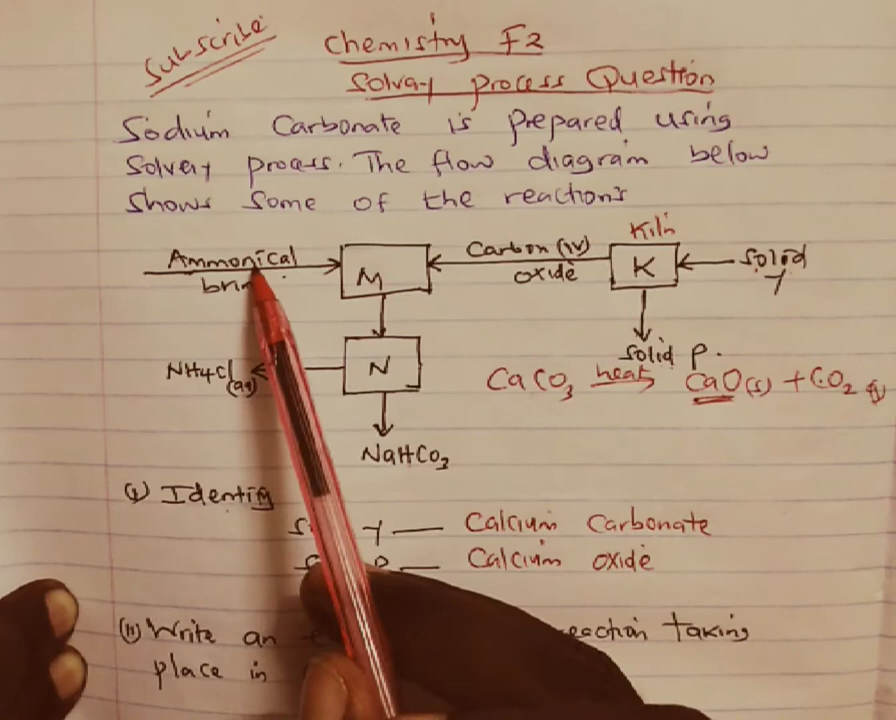 Subscribe
Chemistry F2
Solvay process Question
Sodium Carbonate is prepared using
Solvay process. The flow diagram below
shows some of the reactions
Kiln
Ammonical
Carbon (iv)
oxide
M
K
Solid
Y
solid P.
NH4Cl(aq)
N
CaCO3 heat CaO(s) + CO2
NaHCO3
(i) Identify
Y — Calcium Carbonate
— Calcium oxide
(ii) Write an reaction taking
place in